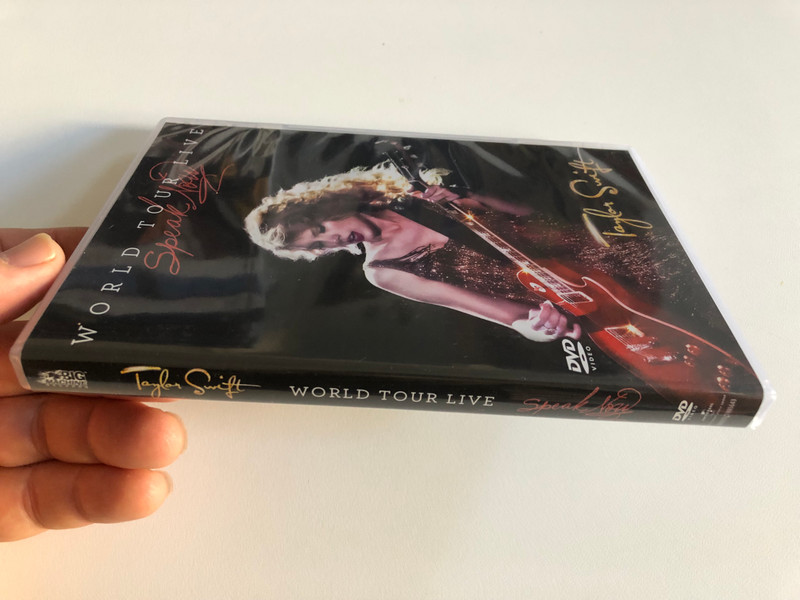 WORLD TOUR LIVE
Speak Now
Taylor Swift
DVD
VIDEO
BIG
MACHINE
Taylor Swift
WORLD TOUR LIVE
Speak Now
DVD
VIDEO